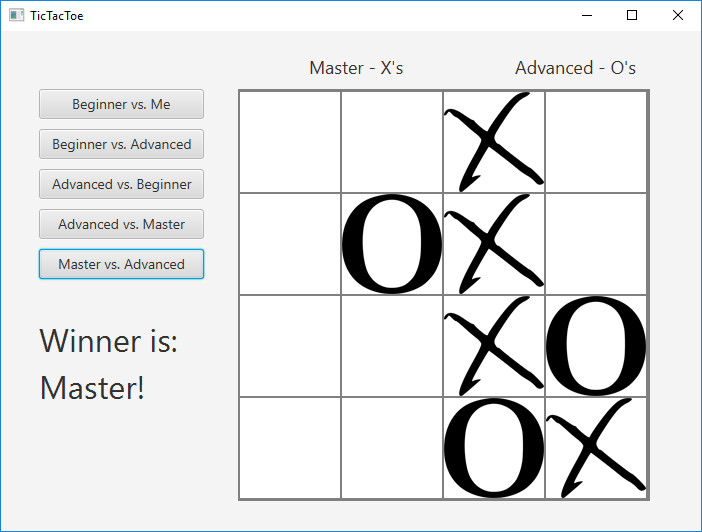 TicTacToe
Master - X's
Advanced - O's
Beginner vs. Me
Beginner vs. Advanced
Advanced vs. Beginner
Advanced vs. Master
Master vs. Advanced
Winner is:
Master!
X
O X
X O
O X